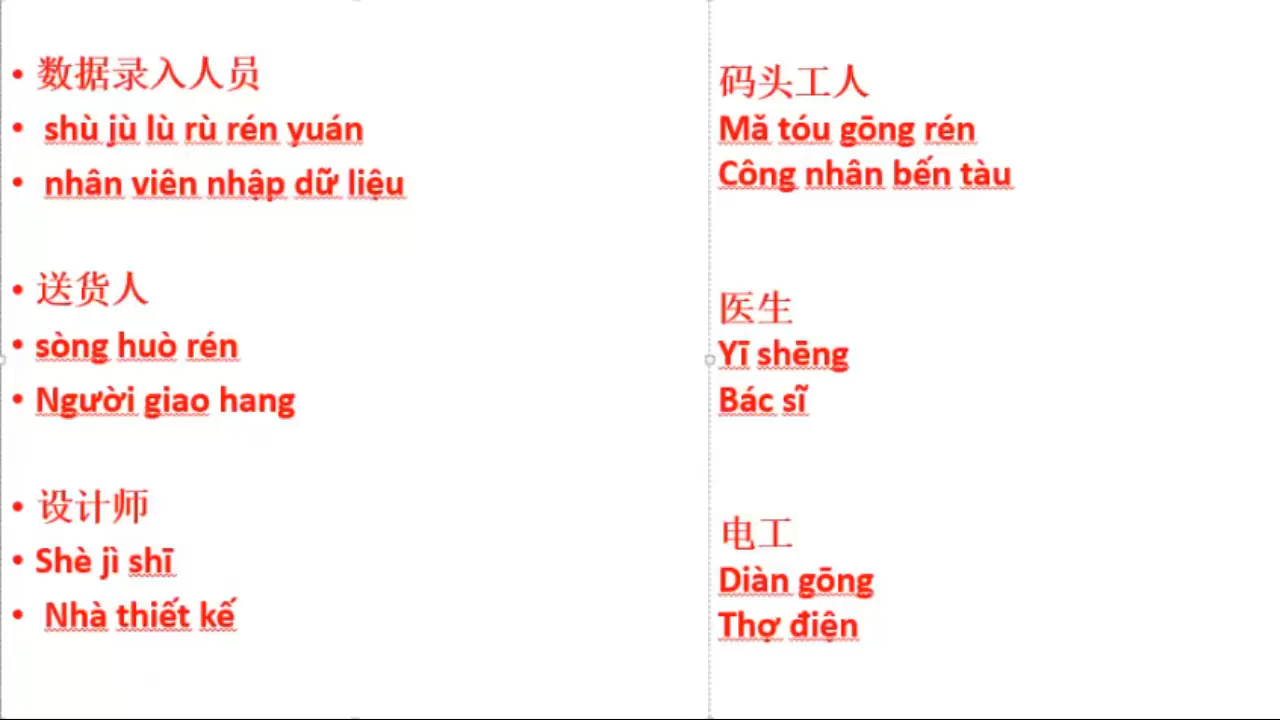 数据录入人员
shù jù lù rù rén yuán
nhân viên nhập dữ liệu
送货人
sòng huò rén
Người giao hang
设计师
Shè jì shī
Nhà thiết kế
码头工人
Mǎ tóu gōng rén
Công nhân bến tàu
医生
Yī shēng
Bác sĩ
电工
Diàn gōng
Thợ điện